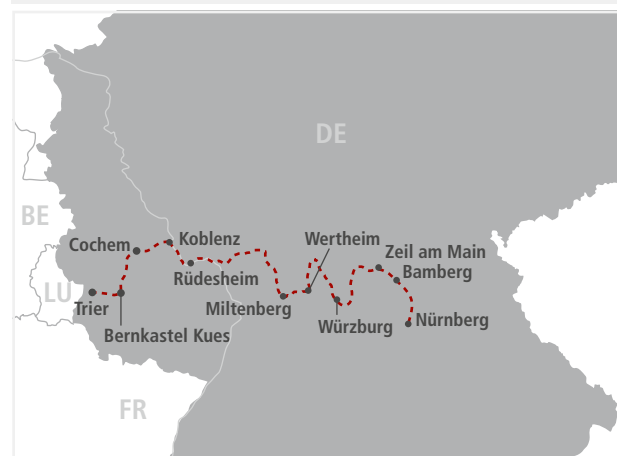 DE
BE
Cochem
Koblenz
Wertheim
Zeil am Main
Bamberg
Rüdesheim
LU
Trier
Miltenberg
Würzburg
Nürnberg
Bernkastel Kues
FR